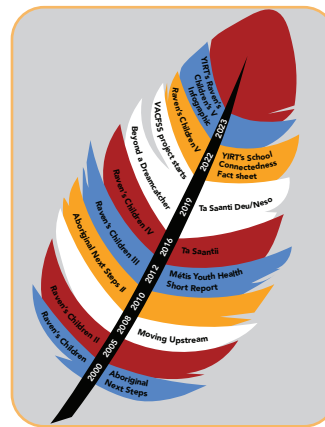 YIRT's Raven's
Children's V
Infographic
2023
Raven's Children V
2022
YIRT's School
Connectedness
Fact sheet
VACFSS project starts
Beyond a Dreamcatcher
2019
Ta Saanti Deu/Neso
Raven's Children IV
2016
Ta Saantii
Raven's Children III
2012
Métis Youth Health
Short Report
Aboriginal Next Steps II
2010
2008
Moving Upstream
Raven's Children II
2005
Raven's Children
2000
Aboriginal
Next Steps